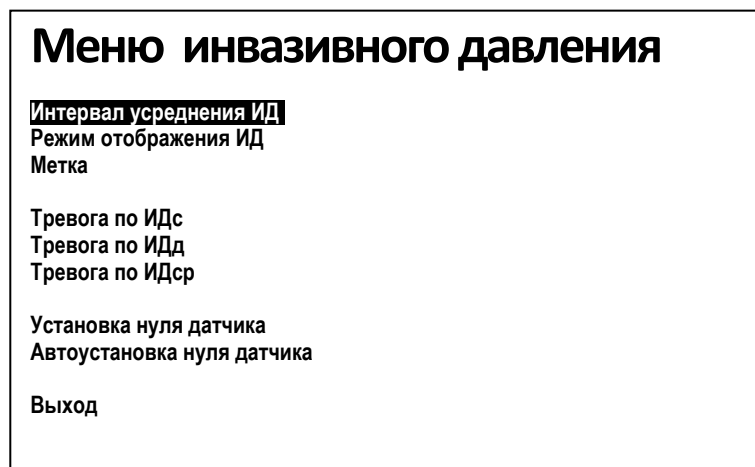 Меню инвазивного давления
Интервал усреднения ИД
Режим отображения ИД
Метка
Тревога по ИДс
Тревога по ИДд
Тревога по ИДср
Установка нуля датчика
Автоустановка нуля датчика
Выход